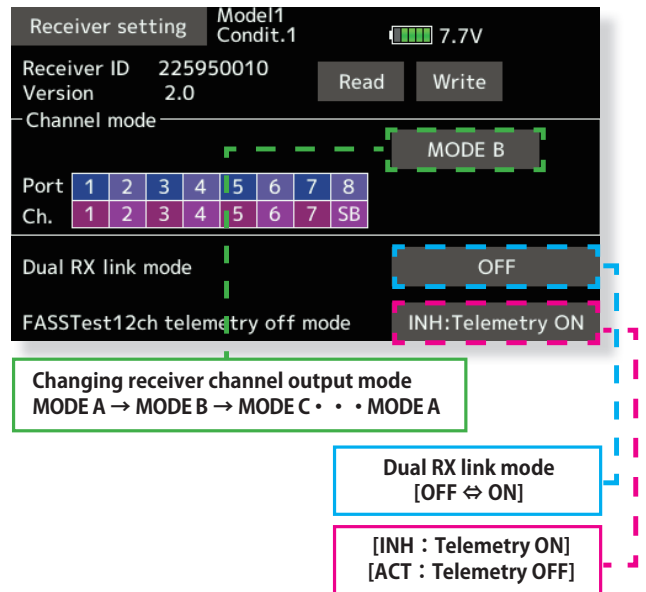 Receiver setting Model1
Condit.1 7.7V
Receiver ID 225950010 Read Write
Version 2.0
Channel mode
MODE B
Port 1 2 3 4 5 6 7 8
Ch. 1 2 3 4 5 6 7 SB
Dual RX link mode OFF
FASSTest12ch telemetry off mode INH:Telemetry ON
Changing receiver channel output mode
MODE A → MODE B → MODE C・・・MODE A
Dual RX link mode
[OFF ⇔ ON]
[INH：Telemetry ON]
[ACT：Telemetry OFF]